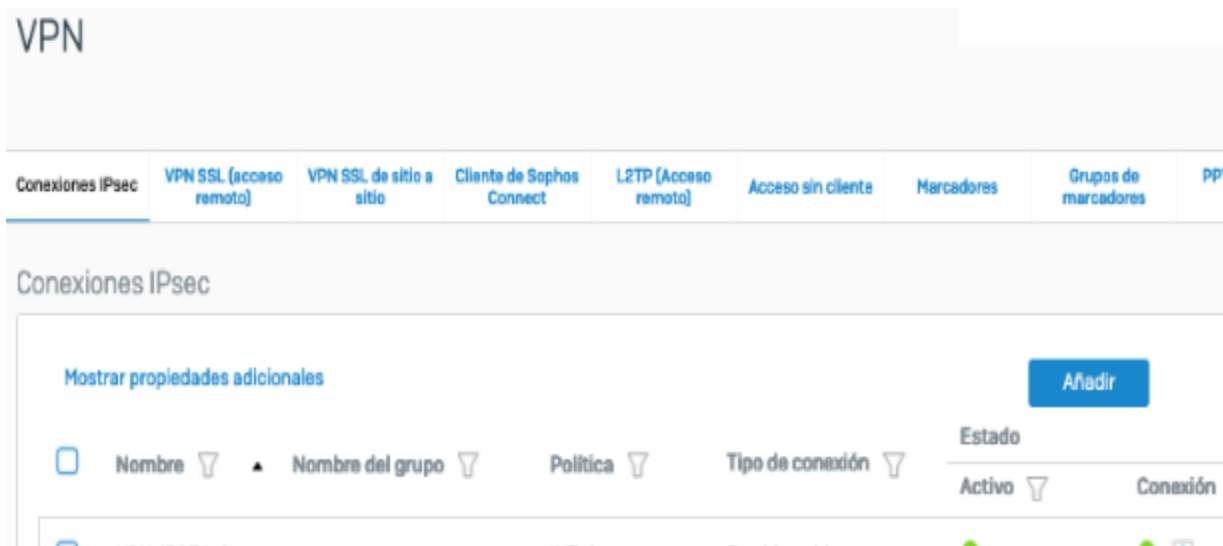 VPN
Conexiones IPsec
VPN SSL (acceso
remoto)
VPN SSL de sitio a
sitio
Cliente de Sophos
Connect
L2TP (Acceso
remoto)
Acceso sin cliente
Marcadores
Grupos de
marcadores
Conexiones IPsec
Mostrar propiedades adicionales
Añadir
Estado
Nombre
Nombre del grupo
Política
Tipo de conexión
Activo
Conexión